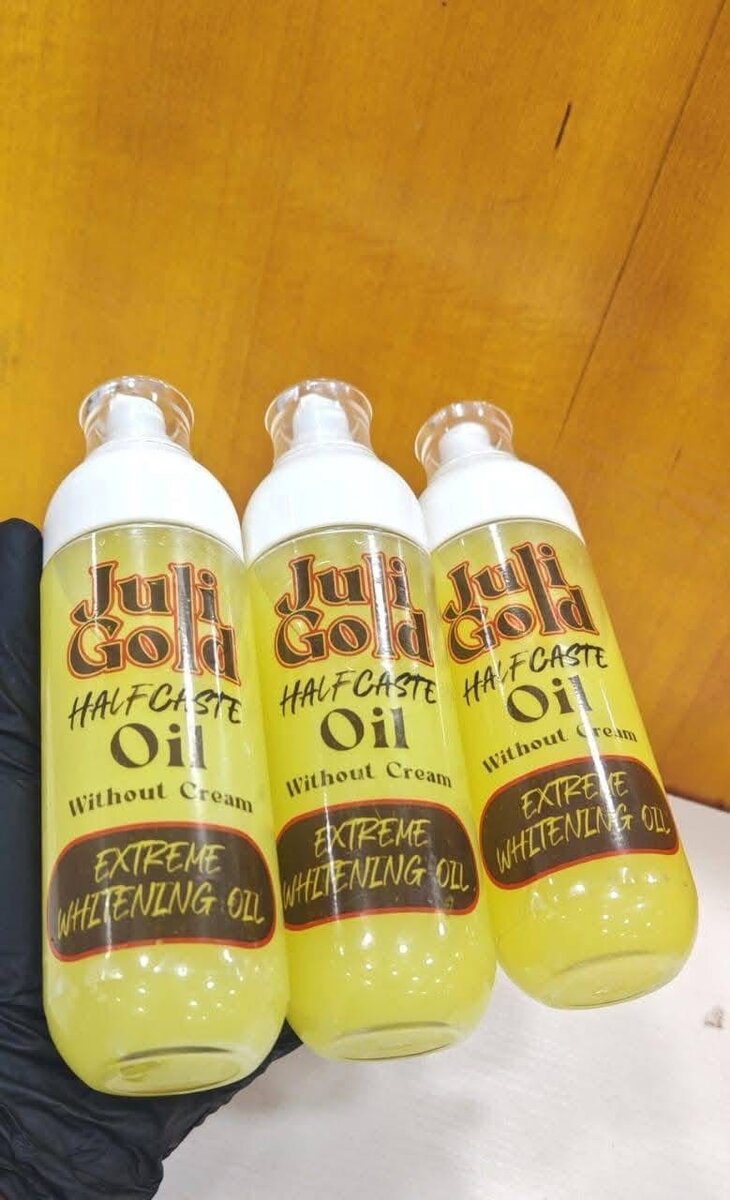 Juli
Gold
HALFCASTE
Oil
Without Cream
EXTREME
WHITENING OIL
Juli
Gold
HALFCASTE
Oil
Without Cream
EXTREME
WHITENING OIL
Juli
Gold
HALFCASTE
Oil
Without Cream
EXTREME
WHITENING OIL